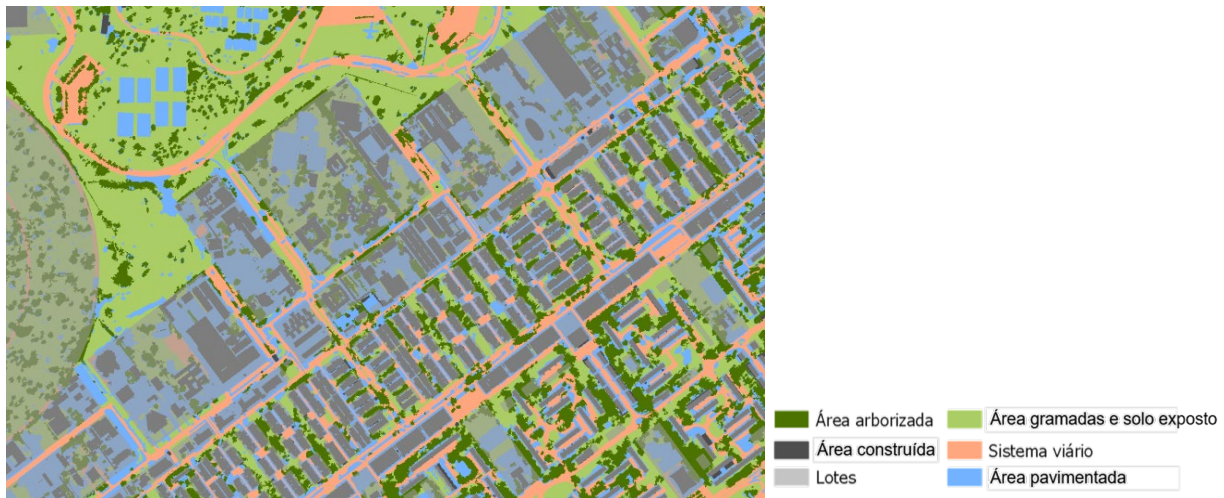 Área arborizada
Área gramadas e solo exposto
Área construída
Sistema viário
Lotes
Área pavimentada